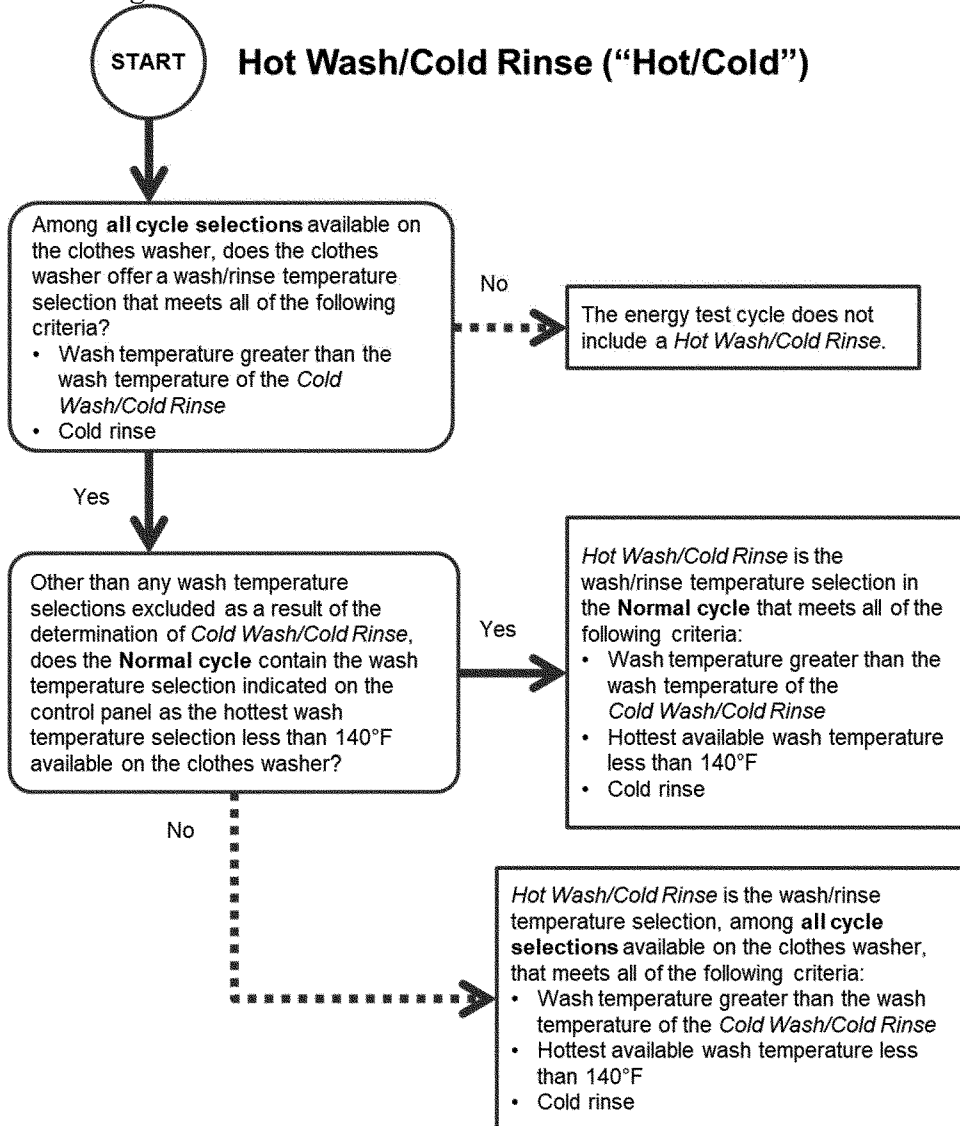 START
Hot Wash/Cold Rinse (“Hot/Cold”)
Among all cycle selections available on
the clothes washer, does the clothes
washer offer a wash/rinse temperature
selection that meets all of the following
criteria?
• Wash temperature greater than the
wash temperature of the Cold
Wash/Cold Rinse
• Cold rinse
No
The energy test cycle does not
include a Hot Wash/Cold Rinse.
Yes
Other than any wash temperature
selections excluded as a result of the
determination of Cold Wash/Cold Rinse,
does the Normal cycle contain the wash
temperature selection indicated on the
control panel as the hottest wash
temperature selection less than 140°F
available on the clothes washer?
Yes
Hot Wash/Cold Rinse is the
wash/rinse temperature selection in
the Normal cycle that meets all of the
following criteria:
• Wash temperature greater than the
wash temperature of the
Cold Wash/Cold Rinse
• Hottest available wash temperature
less than 140°F
• Cold rinse
No
Hot Wash/Cold Rinse is the wash/rinse
temperature selection, among all cycle
selections available on the clothes washer,
that meets all of the following criteria:
• Wash temperature greater than the wash
temperature of the Cold Wash/Cold Rinse
• Hottest available wash temperature less
than 140°F
• Cold rinse